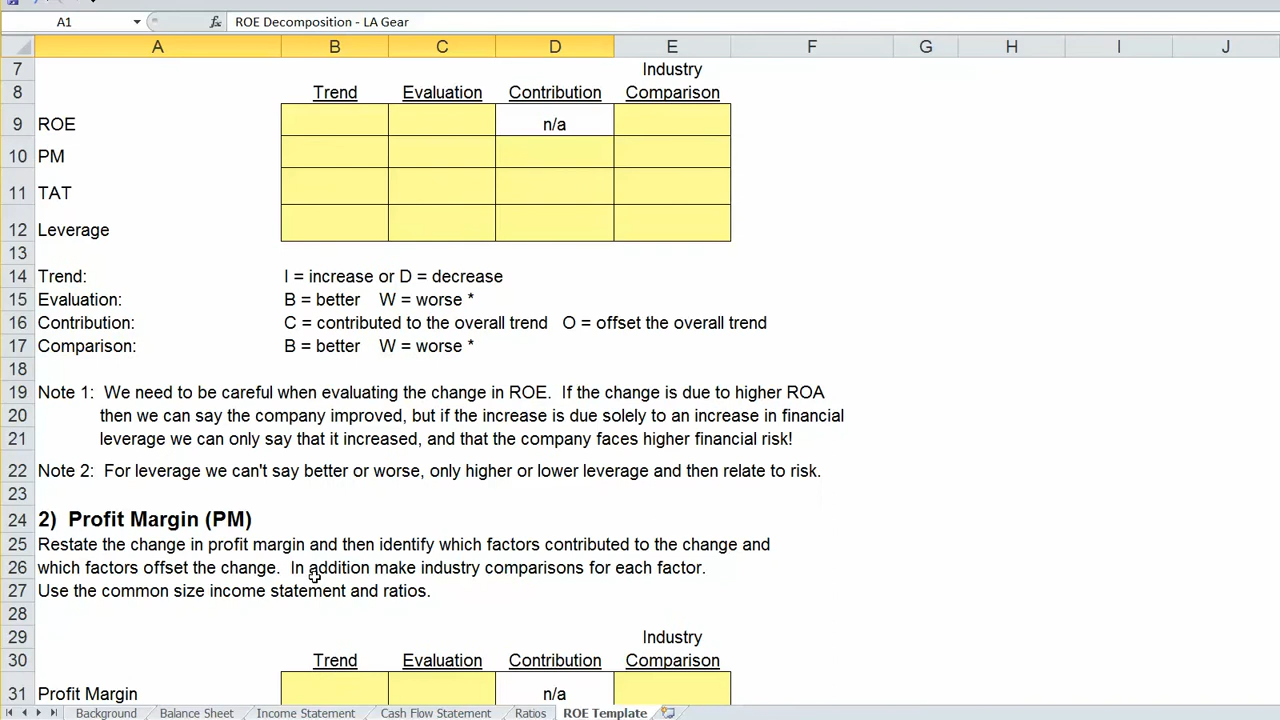 A1 fx ROE Decomposition - LA Gear
A B C D E F G H I J
7 Industry
8 Trend Evaluation Contribution Comparison
9 ROE n/a
10 PM
11 TAT
12 Leverage
13
14 Trend: I = increase or D = decrease
15 Evaluation: B = better W = worse *
16 Contribution: C = contributed to the overall trend O = offset the overall trend
17 Comparison: B = better W = worse *
18
19 Note 1: We need to be careful when evaluating the change in ROE. If the change is due to higher ROA
20 then we can say the company improved, but if the increase is due solely to an increase in financial
21 leverage we can only say that it increased, and that the company faces higher financial risk!
22 Note 2: For leverage we can't say better or worse, only higher or lower leverage and then relate to risk.
23
24 2) Profit Margin (PM)
25 Restate the change in profit margin and then identify which factors contributed to the change and
26 which factors offset the change. In addition make industry comparisons for each factor.
27 Use the common size income statement and ratios.
28
29 Industry
30 Trend Evaluation Contribution Comparison
31 Profit Margin n/a
Background Balance Sheet Income Statement Cash Flow Statement Ratios ROE Template